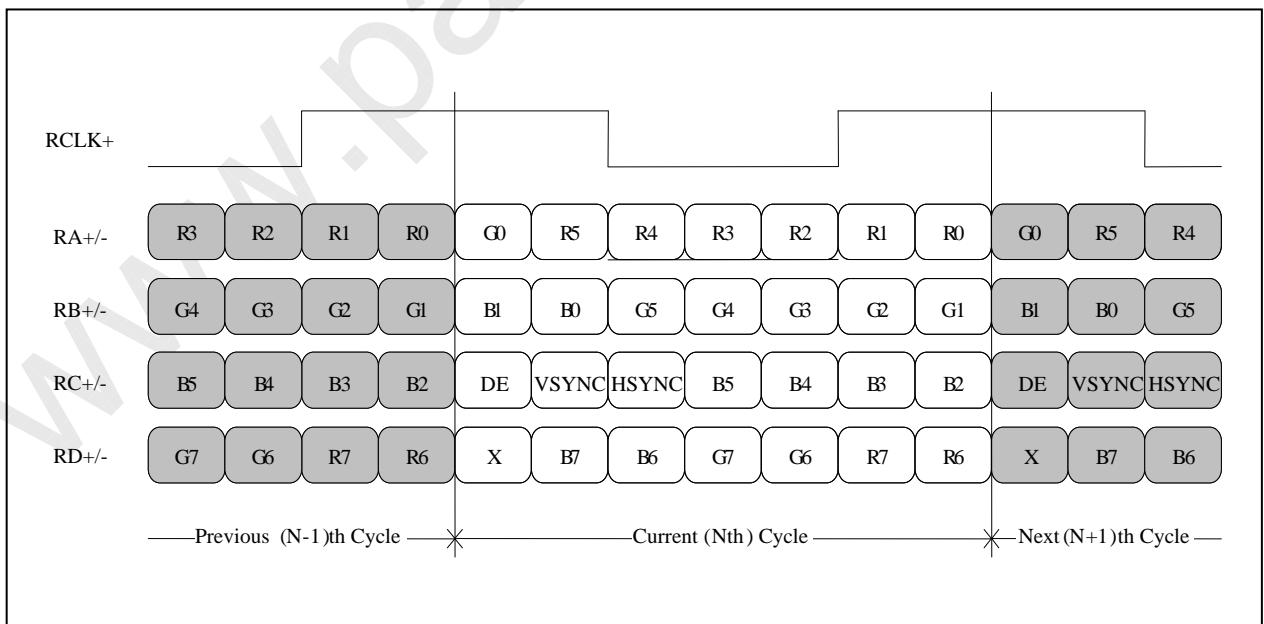 www.pa
RCLK+
RA+/- R3 R2 R1 R0 G0 R5 R4 R3 R2 R1 R0 G0 R5 R4
RB+/- G4 G3 G2 G1 B1 B0 G5 G4 G3 G2 G1 B1 B0 G5
RC+/- B5 B4 B3 B2 DE VSYNC HSYNC B5 B4 B3 B2 DE VSYNC HSYNC
RD+/- G7 G6 R7 R6 X B7 B6 G7 G6 R7 R6 X B7 B6
Previous (N-1)th Cycle Current (Nth) Cycle Next (N+1)th Cycle